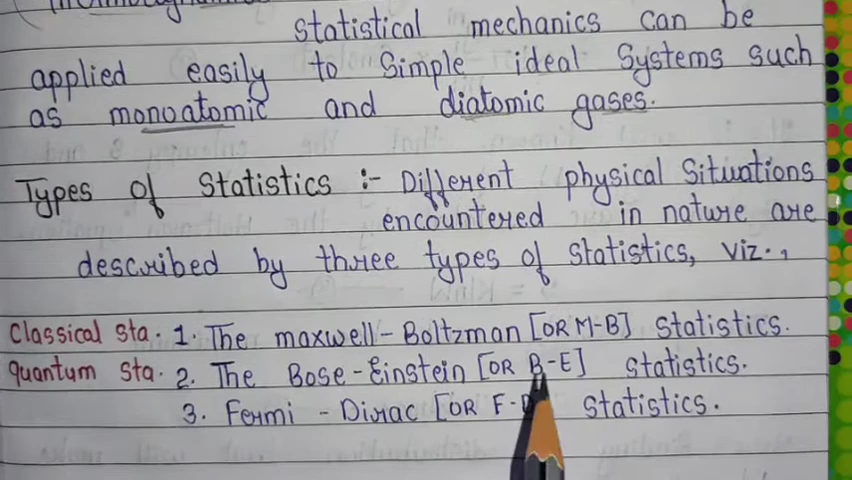 statistical mechanics can be
applied easily to simple ideal systems such
as monoatomic and diatomic gases.
Types of Statistics :- Different physical situations
encountered in nature are
described by three types of statistics, viz.,
Classical Sta. 1. The maxwell-Boltzman [OR M-B] statistics.
quantum Sta. 2. The Bose-Einstein [OR B-E] statistics.
3. Fermi - Dirac [OR F-D statistics.